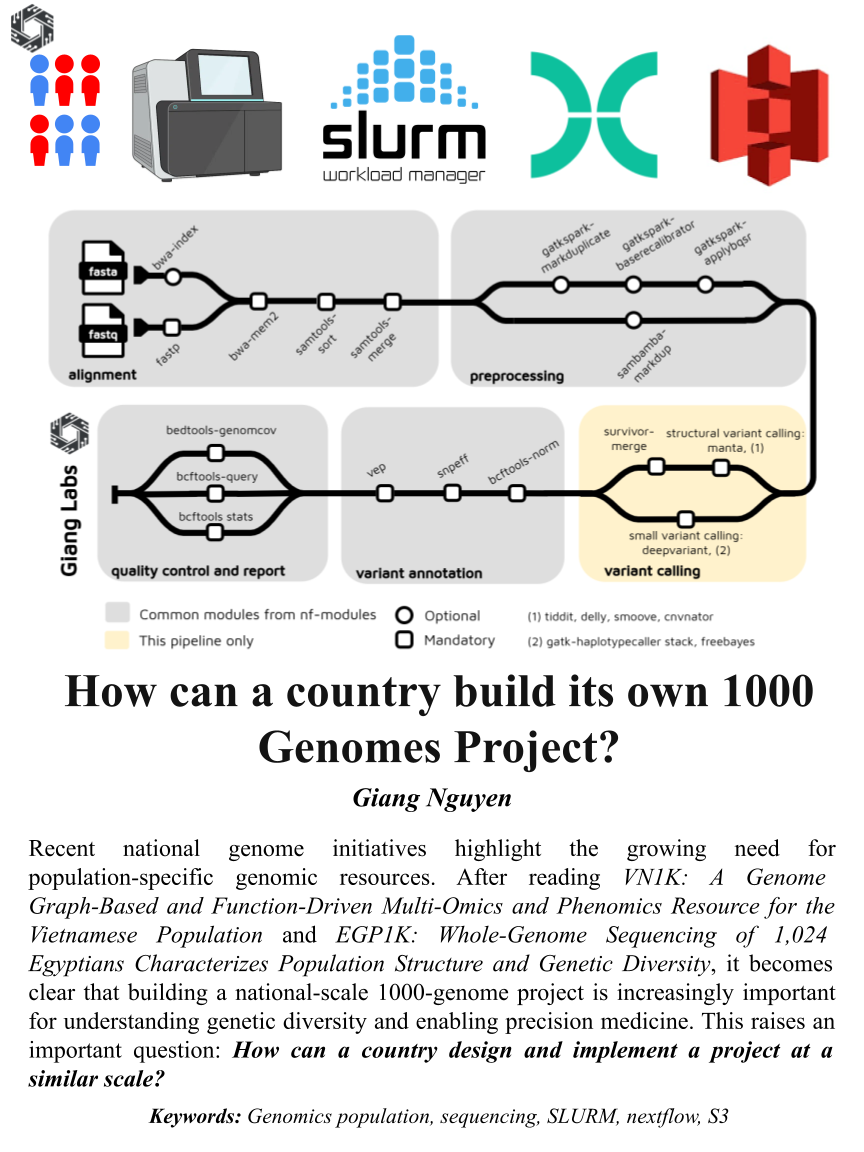 slurm
workload manager
fasta
bwa-index
fastq
fastp
bwa-mem2
samtools-
sort
samtools-
merge
alignment
gatkspark-
markduplicate
gatkspark-
baserecalibrator
gatkspark-
applybqsr
sambamba-
markdup
preprocessing
Giang Labs
bedtools-genomcov
bcftools-query
bcftools stats
quality control and report
vep
snpeff
bcftools-norm
variant annotation
survivor-
merge
structural variant calling:
manta, (1)
small variant calling:
deepvariant, (2)
variant calling
Common modules from nf-modules
This pipeline only
Optional
Mandatory
(1) tiddit, delly, smoove, cnvnator
(2) gatk-haplotypecaller stack, freebayes
How can a country build its own 1000
Genomes Project?
Giang Nguyen
Recent national genome initiatives highlight the growing need for
population-specific genomic resources. After reading VN1K: A Genome
Graph-Based and Function-Driven Multi-Omics and Phenomics Resource for the
Vietnamese Population and EGP1K: Whole-Genome Sequencing of 1,024
Egyptians Characterizes Population Structure and Genetic Diversity, it becomes
clear that building a national-scale 1000-genome project is increasingly important
for understanding genetic diversity and enabling precision medicine. This raises an
important question: How can a country design and implement a project at a
similar scale?
Keywords: Genomics population, sequencing, SLURM, nextflow, S3